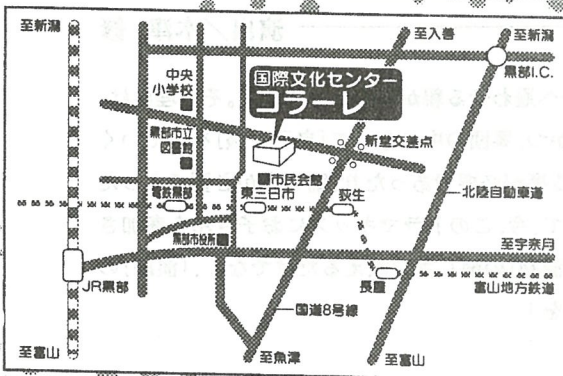 至新潟
至入善
至新潟
黒部I.C.
中央
小学校
国際文化センター
コラーレ
黒部市立
図書館
新堂交差点
市民会館
電鉄黒部
東三日市
荻生
北陸自動車道
黒部市役所
至宇奈月
JR黒部
長屋
富山地方鉄道
国道8号線
至富山
至魚津
至富山